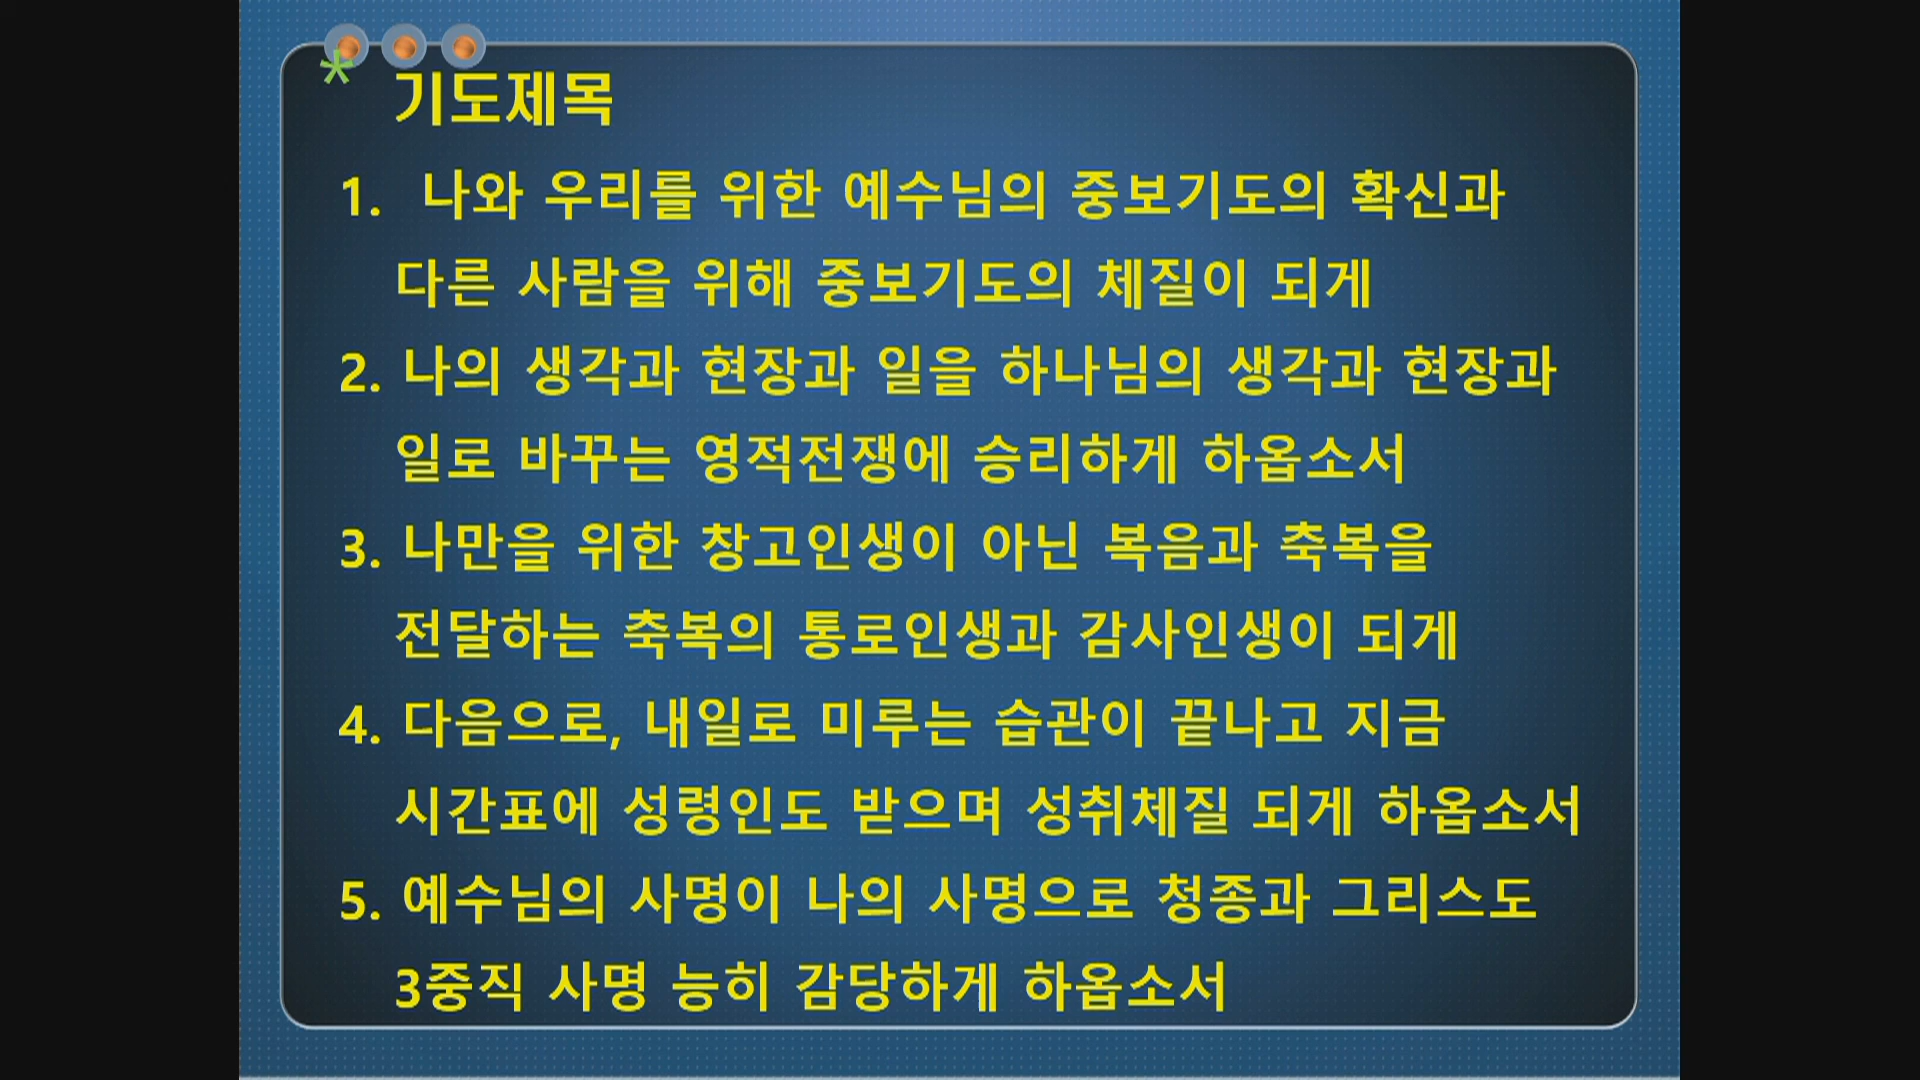 * 기도제목
1. 나와 우리를 위한 예수님의 중보기도의 확신과
다른 사람을 위해 중보기도의 체질이 되게
2. 나의 생각과 현장과 일을 하나님의 생각과 현장과
일로 바꾸는 영적전쟁에 승리하게 하옵소서
3. 나만을 위한 창고인생이 아닌 복음과 축복을
전달하는 축복의 통로인생과 감사인생이 되게
4. 다음으로, 내일로 미루는 습관이 끝나고 지금
시간표에 성령인도 받으며 성취체질 되게 하옵소서
5. 예수님의 사명이 나의 사명으로 청종과 그리스도
3중직 사명 능히 감당하게 하옵소서